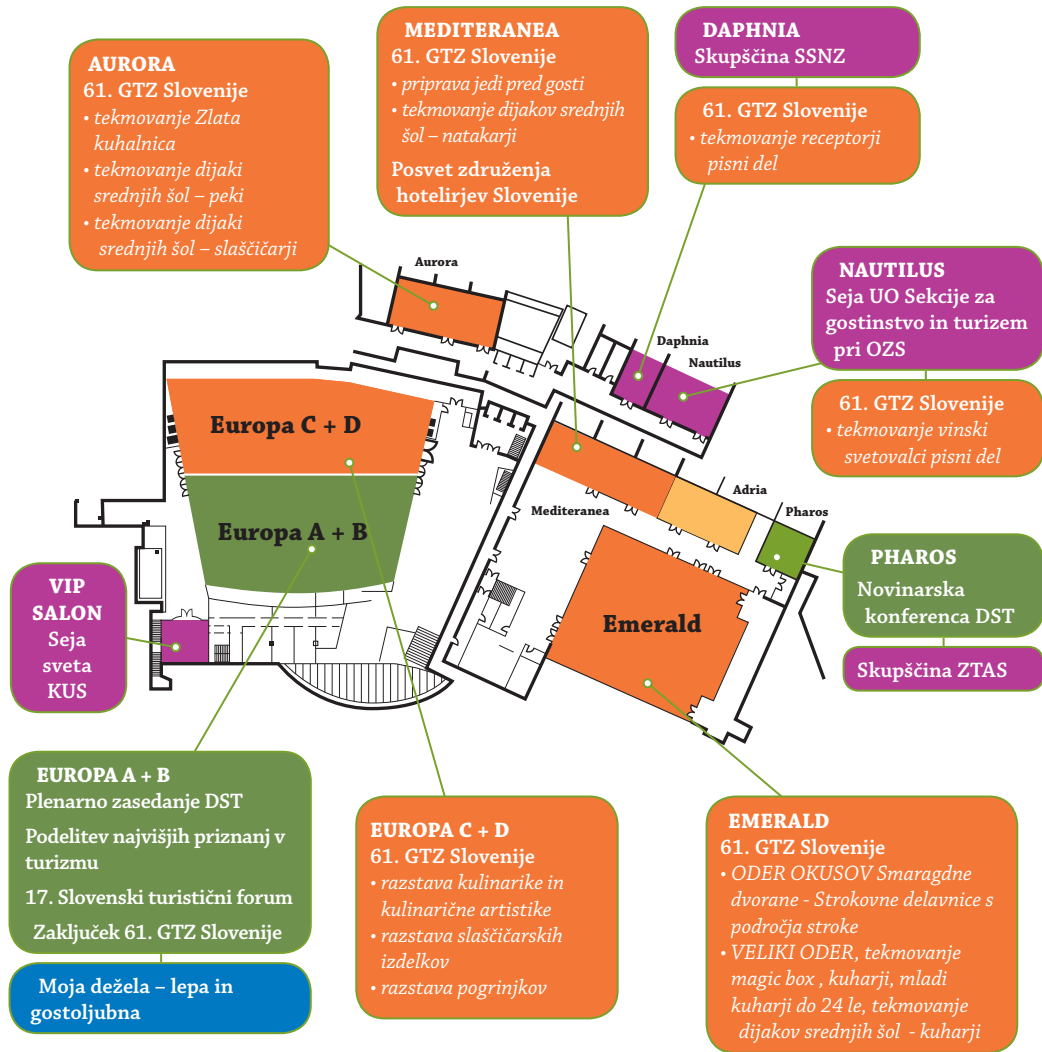 AURORA
61. GTZ Slovenije
• tekmovanje Zlata
kuhalnica
• tekmovanje dijaki
srednjih šol – peki
• tekmovanje dijaki
srednjih šol – slaščičarji
MEDITERANEA
61. GTZ Slovenije
• priprava jedi pred gosti
• tekmovanje dijakov srednjih
šol – natakarji
Posvet združenja
hotelirjev Slovenije
DAPHNIA
Skupščina SSNZ
61. GTZ Slovenije
• tekmovanje receptorji
pisni del
NAUTILUS
Seja UO Sekcije za
gostinstvo in turizem
pri OZS
61. GTZ Slovenije
• tekmovanje vinski
svetovalci pisni del
Aurora
Daphnia
Nautilus
Europa C + D
Europa A + B
Mediteranea
Adria
Pharos
Emerald
PHAROS
Novinarska
konferenca DST
Skupščina ZTAS
VIP
SALON
Seja
sveta
KUS
EUROPA A + B
Plenarno zasedanje DST
Podelitev najvišjih priznanj v
turizmu
17. Slovenski turistični forum
Zaključek 61. GTZ Slovenije
Moja dežela – lepa in
gostoljubna
EUROPA C + D
61. GTZ Slovenije
• razstava kulinarike in
kulinarične artistike
• razstava slaščičarskih
izdelkov
• razstava pogrinjkov
EMERALD
61. GTZ Slovenije
• ODER OKUSOV Smaragdne
dvorane - Strokovne delavnice s
področja stroke
• VELIKI ODER, tekmovanje
magic box , kuharji, mladi
kuharji do 24 le, tekmovanje
dijakov srednjih šol - kuharji